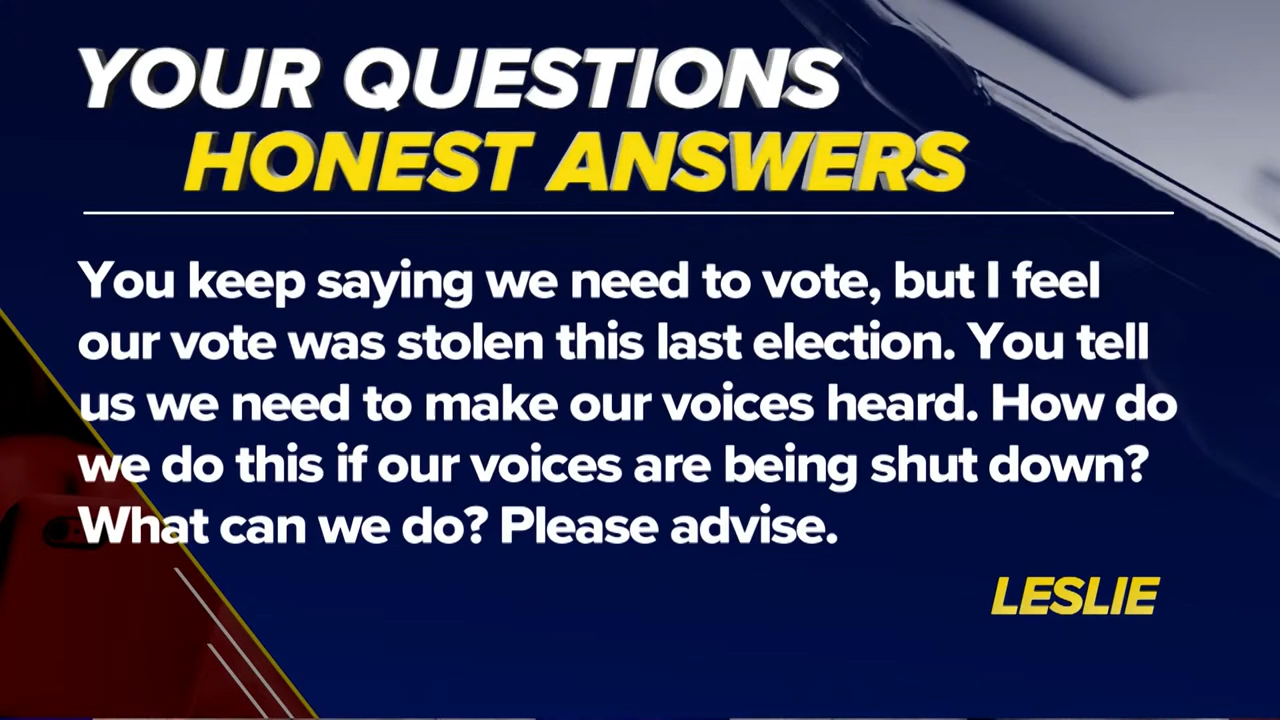 YOUR QUESTIONS
HONEST ANSWERS
You keep saying we need to vote, but I feel
our vote was stolen this last election. You tell
us we need to make our voices heard. How do
we do this if our voices are being shut down?
What can we do? Please advise.
LESLIE